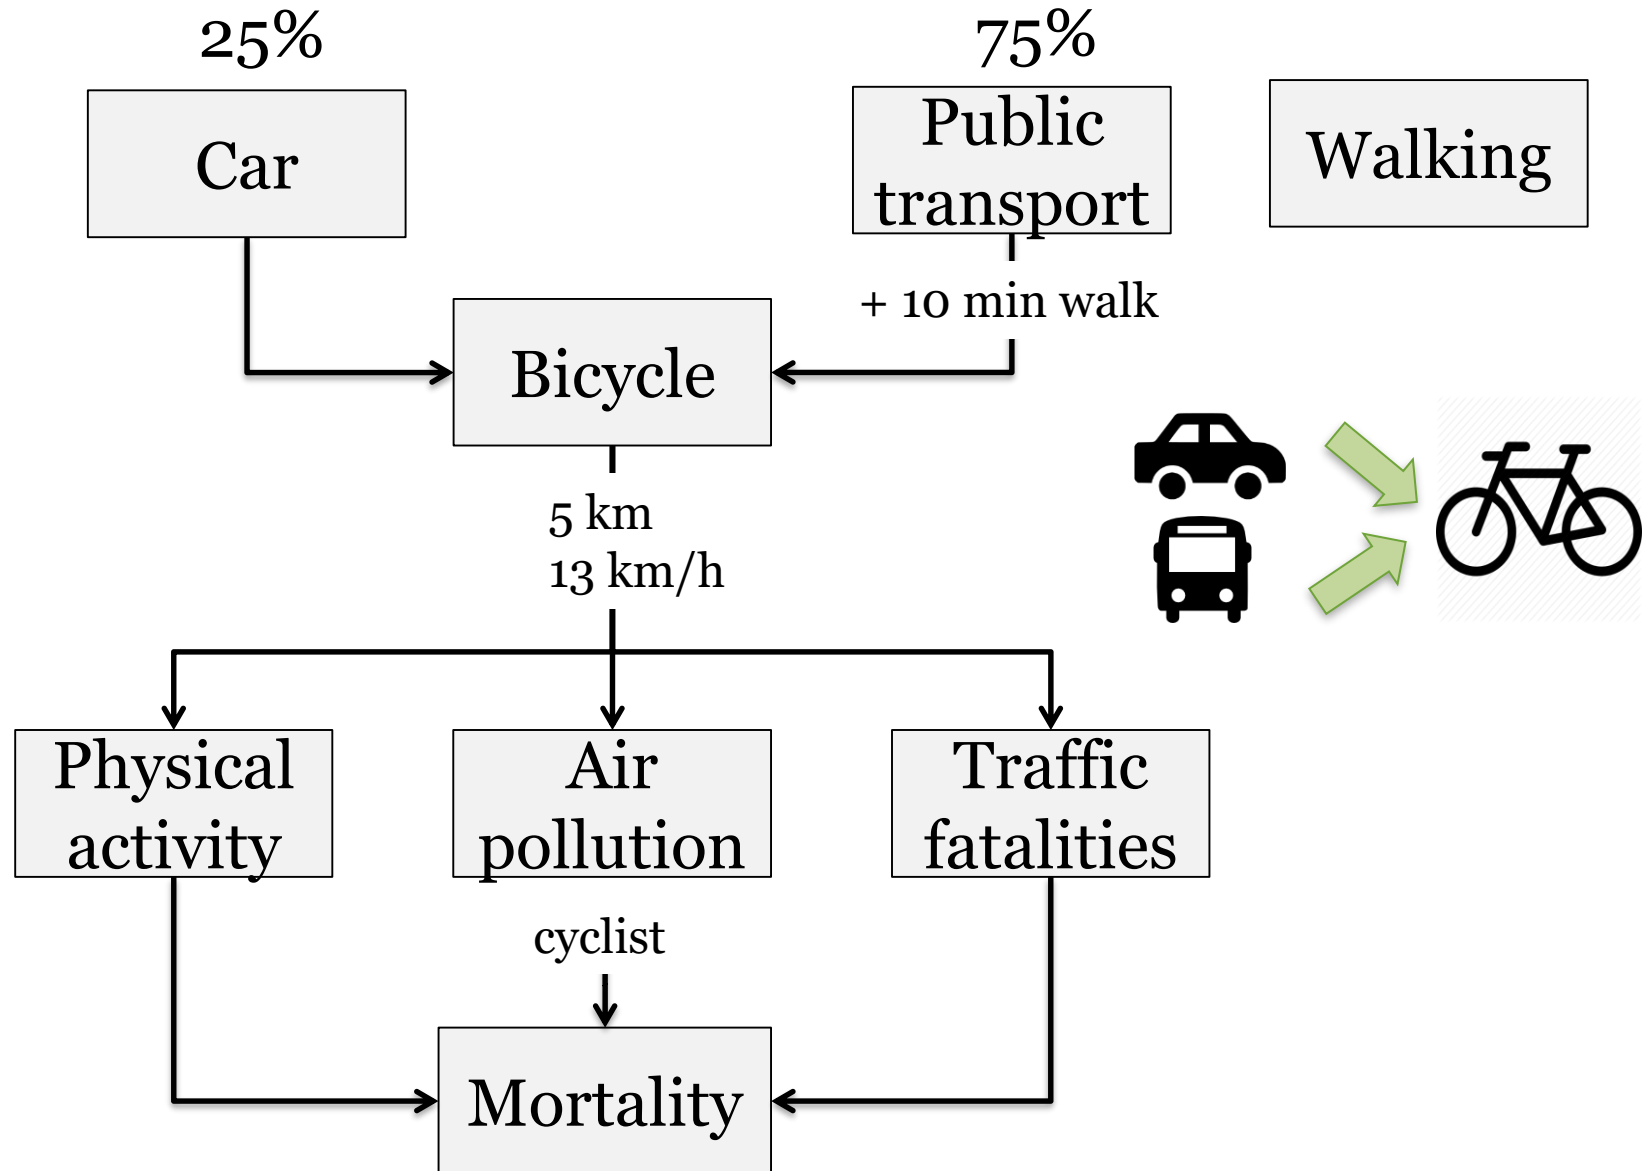 25%
75%
Car
Public
transport
Walking
+ 10 min walk
Bicycle
5 km
13 km/h
Physical
activity
Air
pollution
Traffic
fatalities
cyclist
Mortality